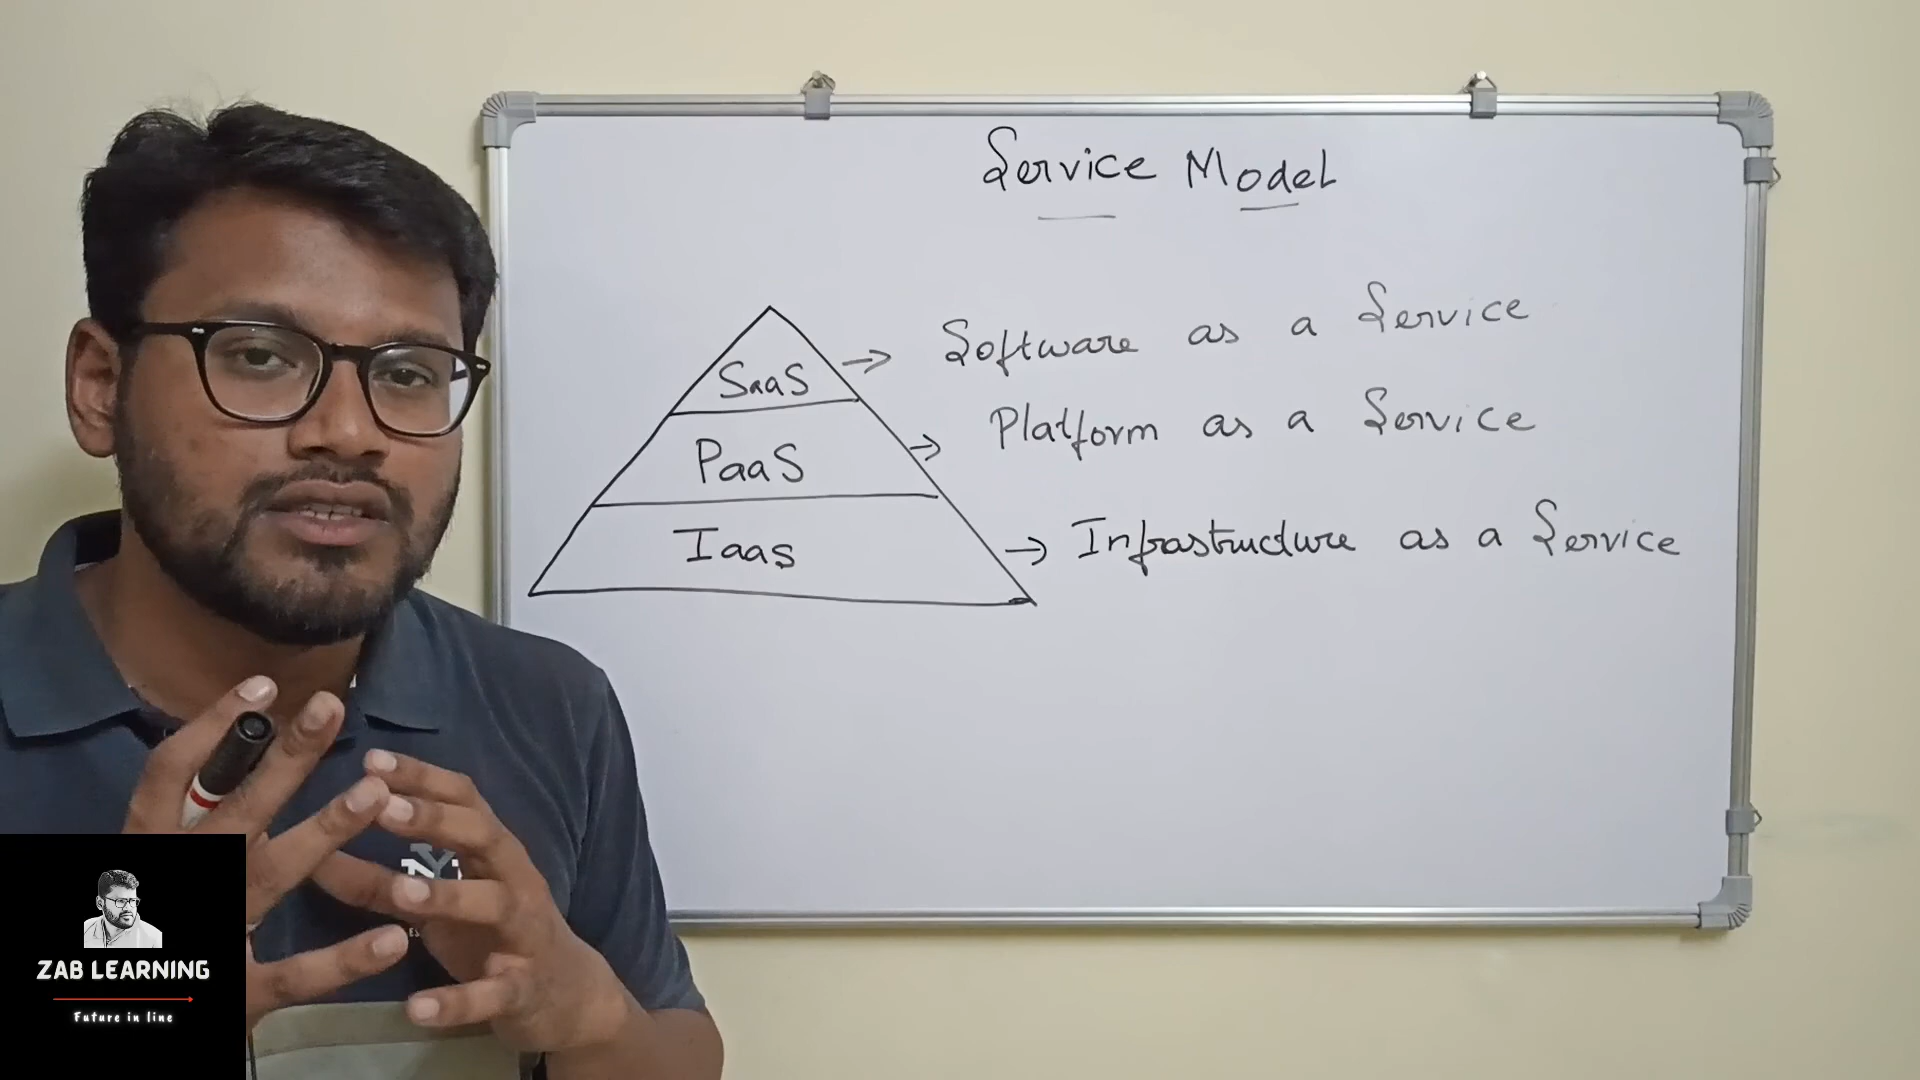 Service Model
SaaS → Software as a Service
PaaS → Platform as a Service
Iaas → Infrastructure as a Service
ZAB LEARNING
Future in line